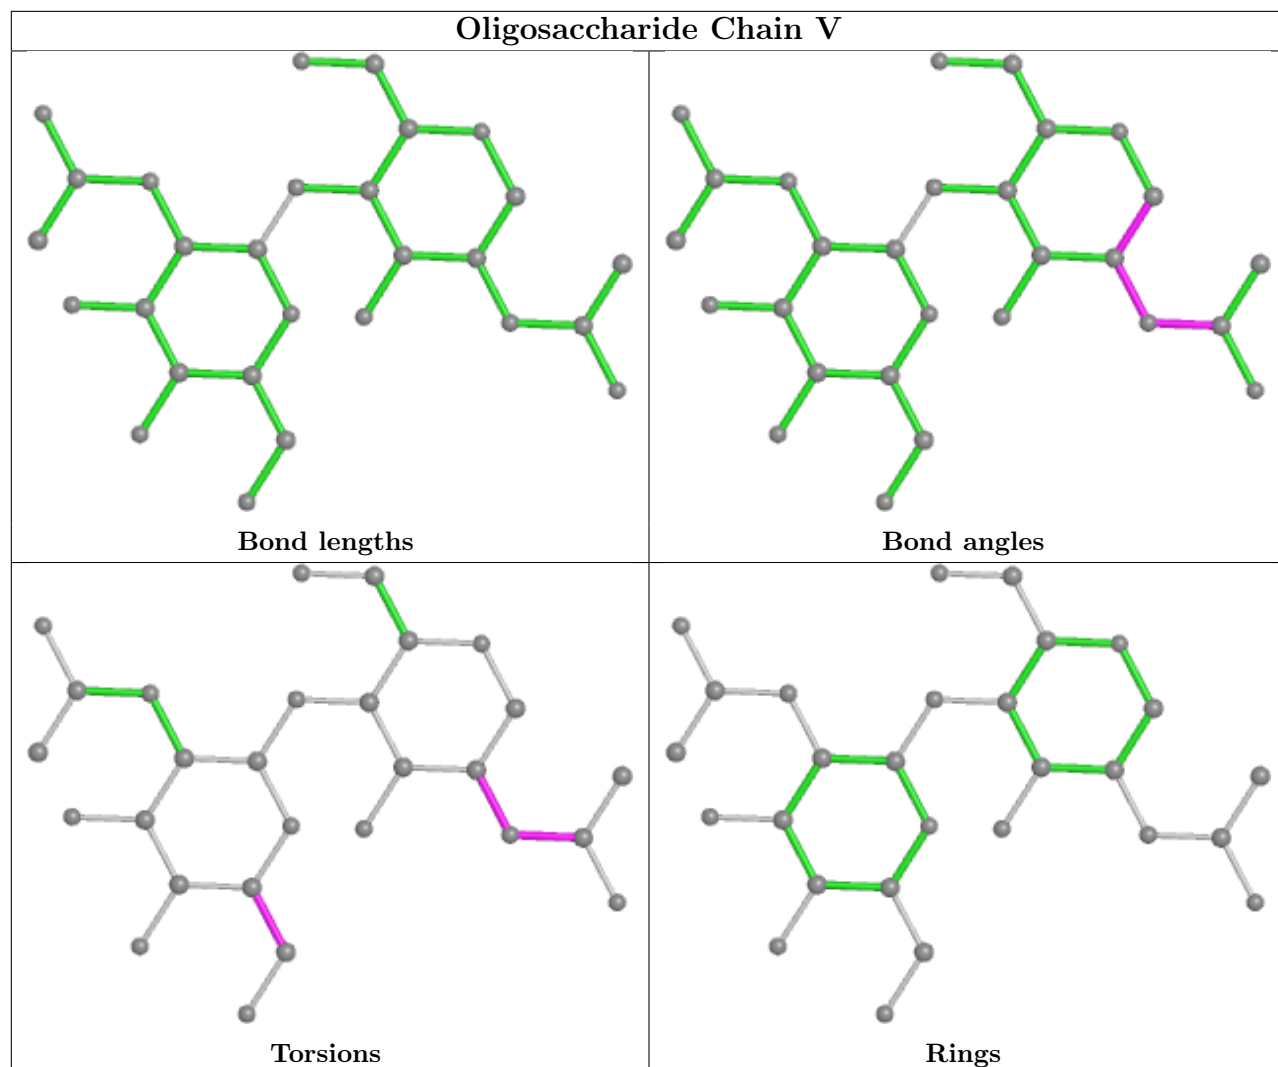 Oligosaccharide Chain V
Bond lengths
Bond angles
Torsions
Rings